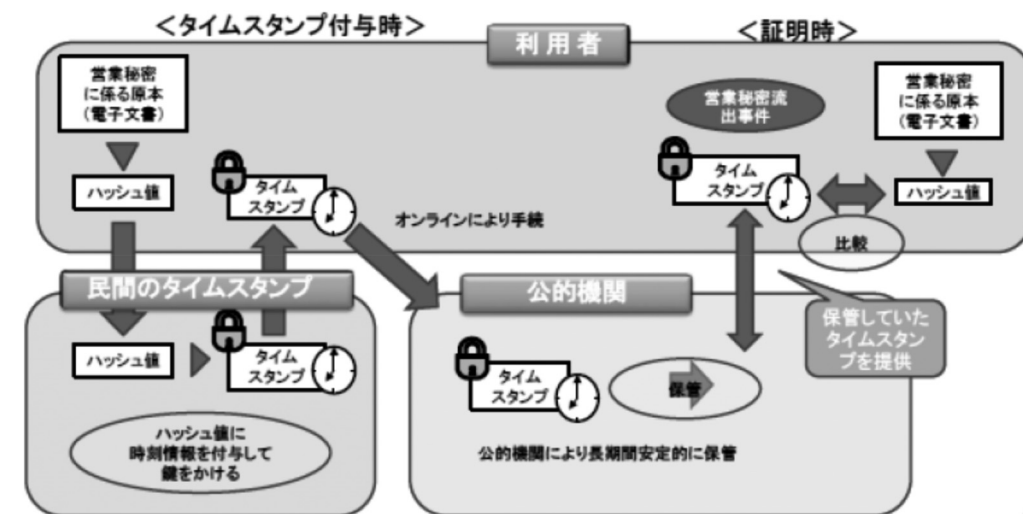 ＜タイムスタンプ付与時＞
利用者
＜証明時＞
営業秘密
に係る原本
（電子文書）
ハッシュ値
タイム
スタンプ
オンラインにより手続
営業秘密流
出事件
タイム
スタンプ
営業秘密
に係る原本
（電子文書）
ハッシュ値
比較
民間のタイムスタンプ
ハッシュ値
タイム
スタンプ
ハッシュ値に
時刻情報を付与して
鍵をかける
公的機関
タイム
スタンプ
保管
公的機関により長期間安定的に保管
保管していた
タイムスタン
プを提供